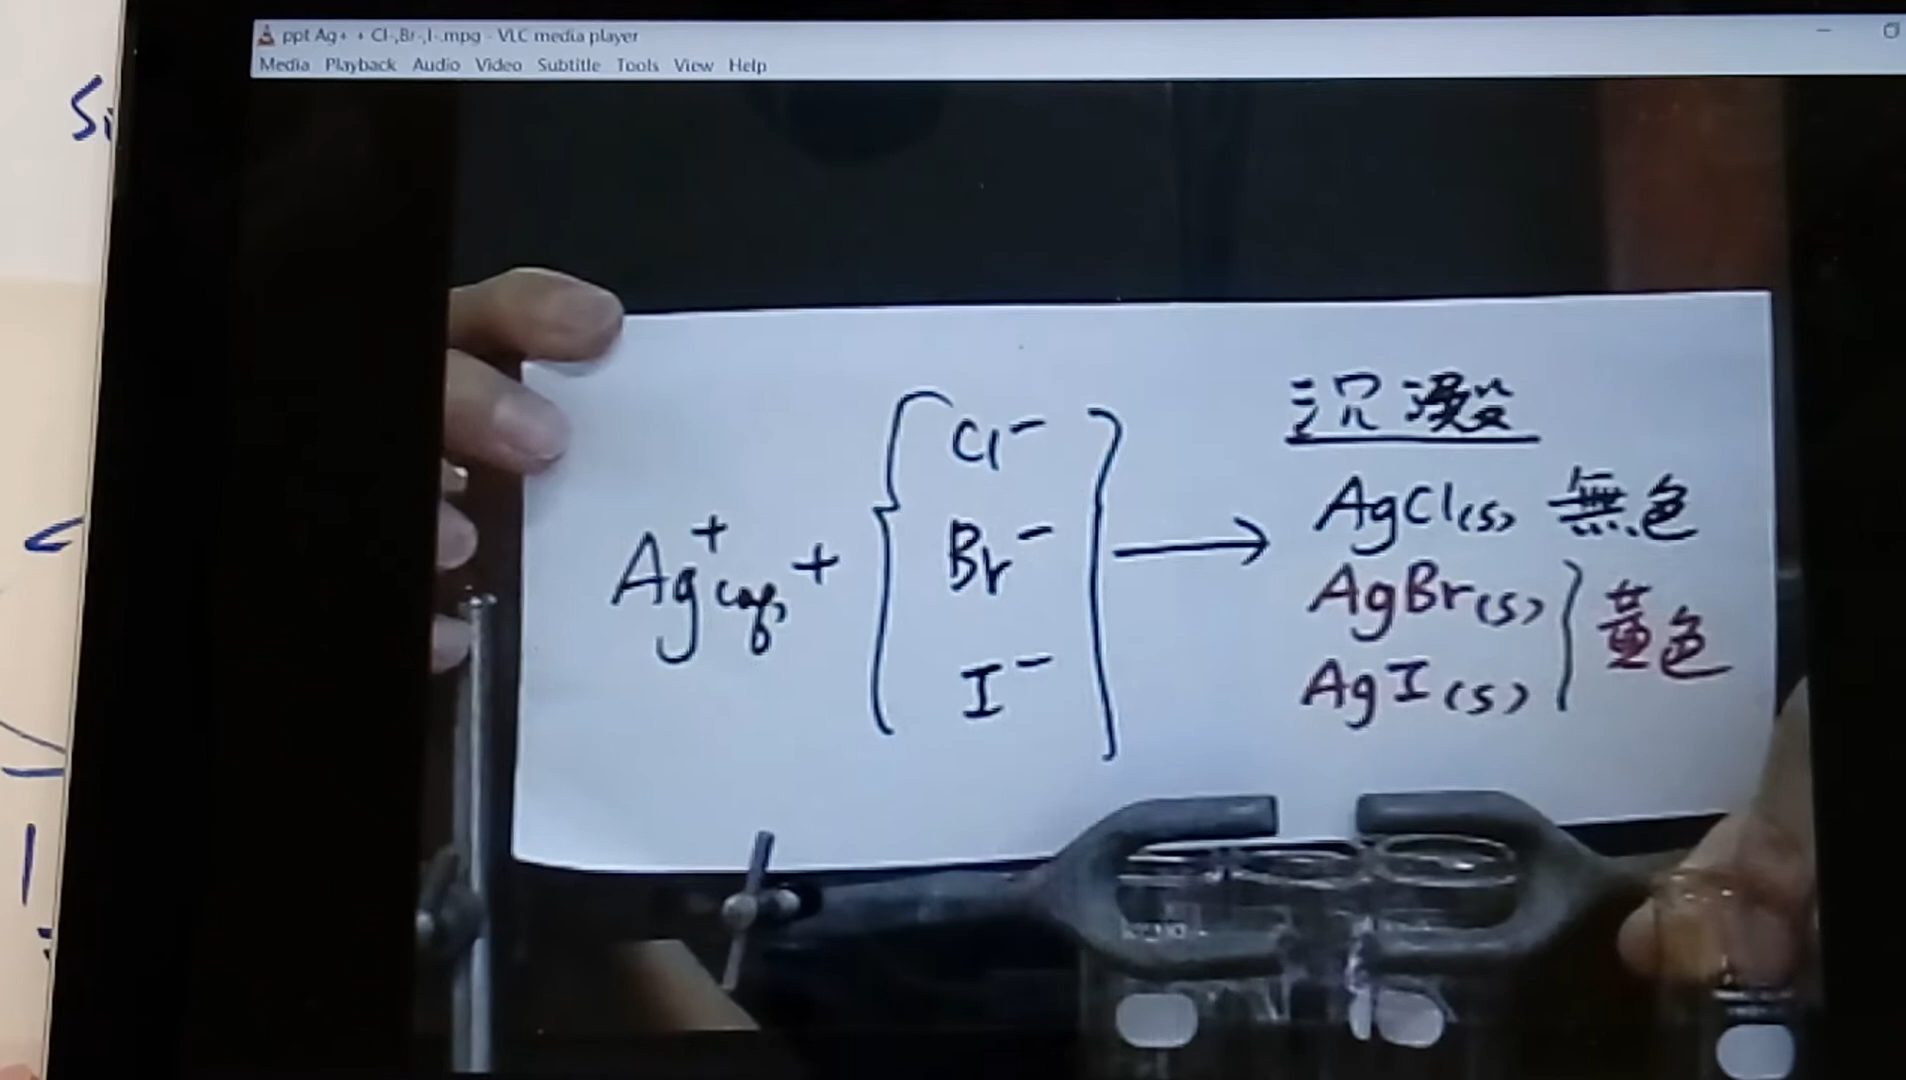 ppt Ag+ + Cl-,Br-,I-.mpg - VLC media player
Media Playback Audio Video Subtitle Tools View Help
Si
沉澱
Ag⁺(aq) + { Cl⁻ Br⁻ I⁻ } →
AgCl(s) 無色
AgBr(s)
AgI(s)
} 黃色